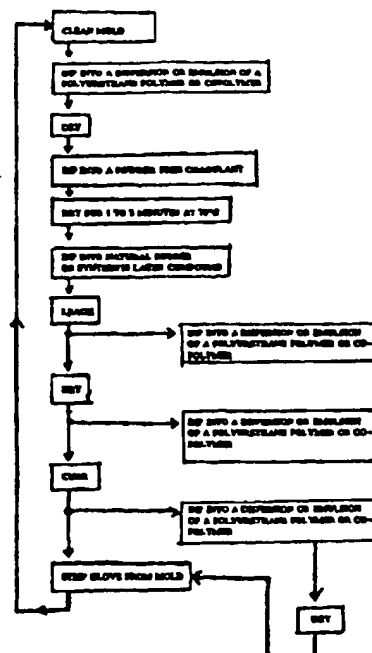 CLEAN MOLD
DIP INTO A DISPERSION OR EMULSION OF A
POLYURETHANE POLYMER OR COPOLYMER
DRY
DIP INTO A POWDER FREE COAGULANT
DRY FOR 1 TO 2 MINUTES AT 70°C
DIP INTO NATURAL RUBBER
OR SYNTHETIC LATEX COMPOUND
LEACH
DIP INTO A DISPERSION OR EMULSION
OF A POLYURETHANE POLYMER OR CO-
POLYMER
DRY
DIP INTO A DISPERSION OR EMULSION
OF A POLYURETHANE POLYMER OR CO-
POLYMER
CURE
DIP INTO A DISPERSION OR EMULSION
OF A POLYURETHANE POLYMER OR CO-
POLYMER
STRIP GLOVE FROM MOLD
DRY